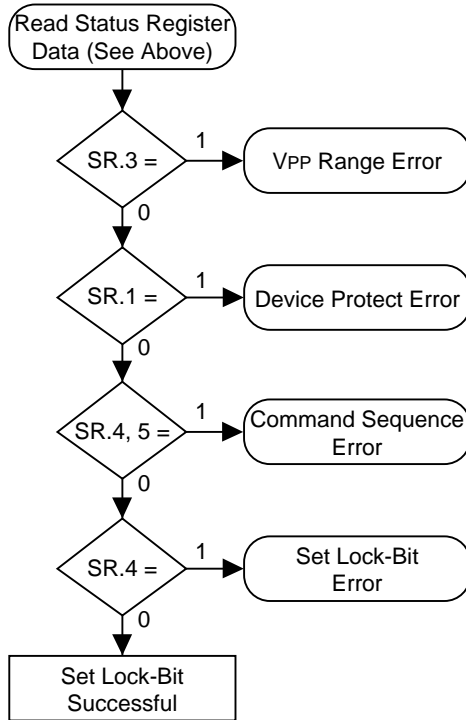 Read Status Register
Data (See Above)
SR.3 =
1
VPP Range Error
0
SR.1 =
1
Device Protect Error
0
SR.4, 5 =
1
Command Sequence
Error
0
SR.4 =
1
Set Lock-Bit
Error
0
Set Lock-Bit
Successful